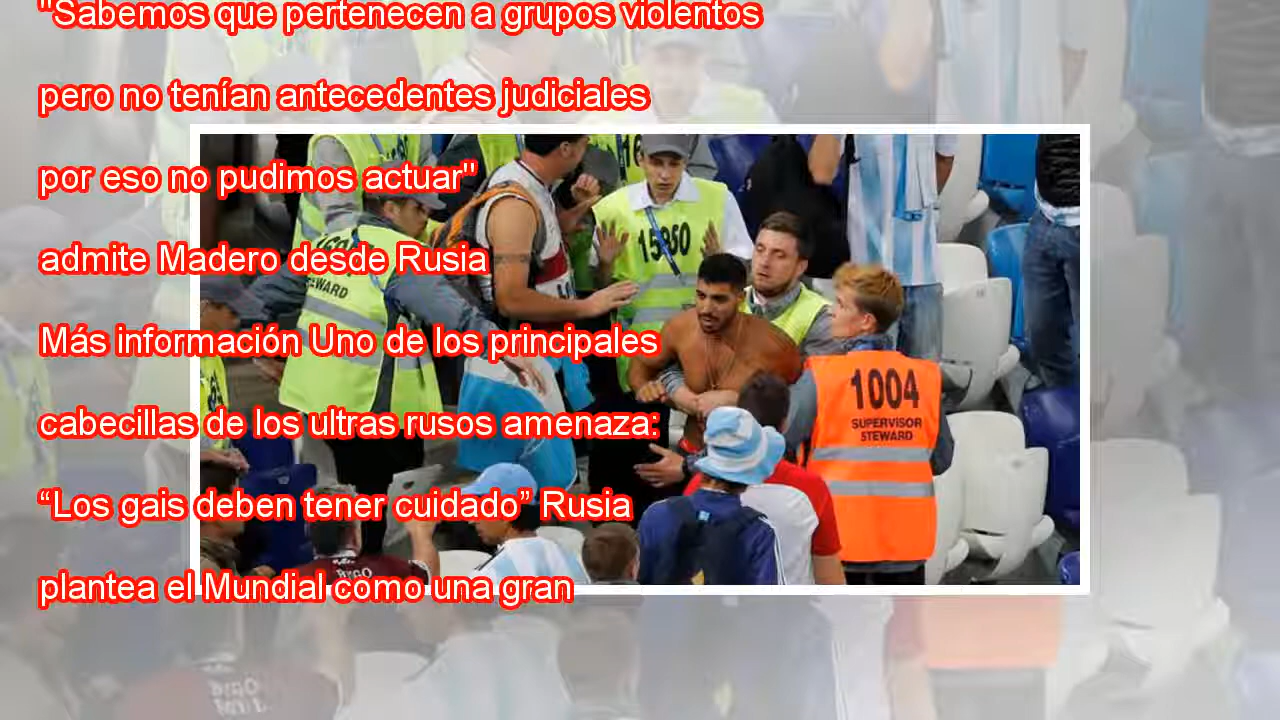 "Sabemos que pertenecen a grupos violentos
pero no tenían antecedentes judiciales
por eso no pudimos actuar"
admite Madero desde Rusia
Más información Uno de los principales
cabecillas de los ultras rusos amenaza:
“Los gais deben tener cuidado” Rusia
plantea el Mundial como una gran
15850
STEWARD
1004
SUPERVISOR
STEWARD